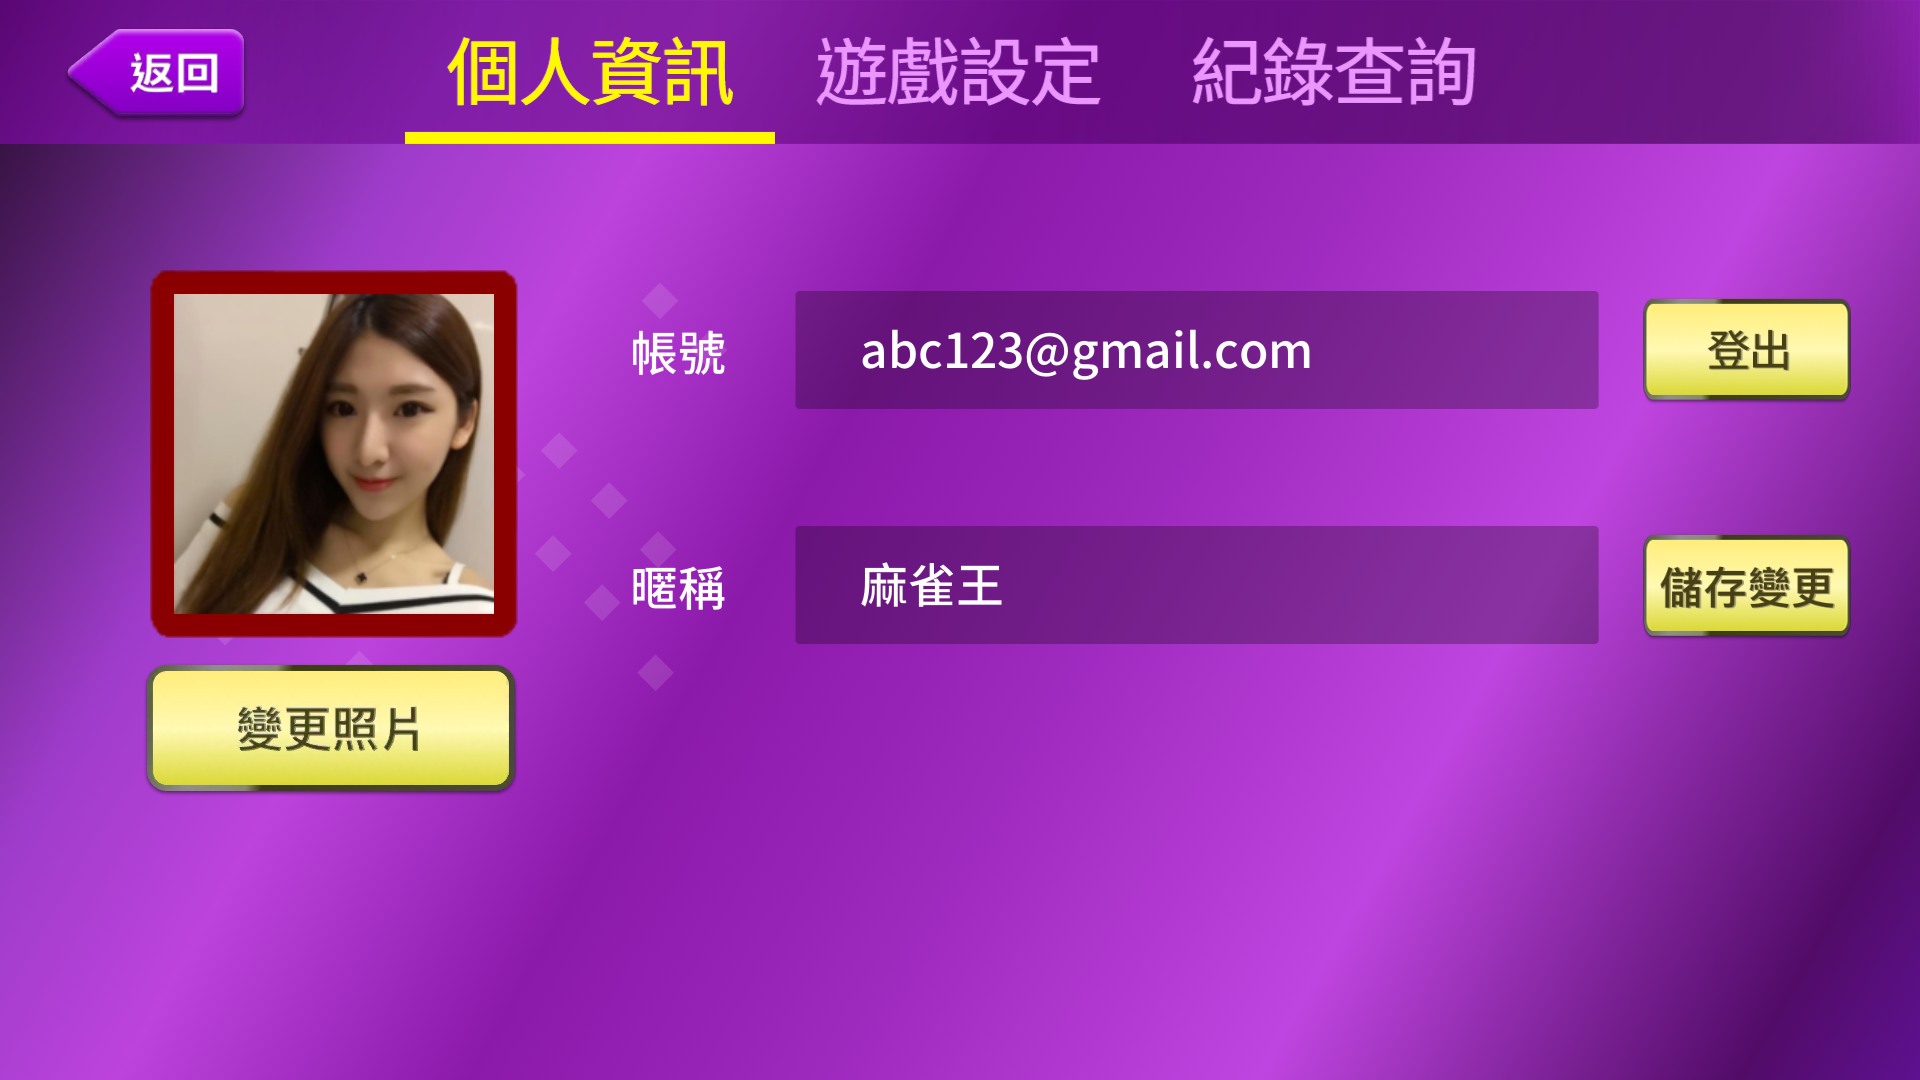 返回
個人資訊
遊戲設定
紀錄查詢
帳號
abc123@gmail.com
登出
暱稱
麻雀王
儲存變更
變更照片